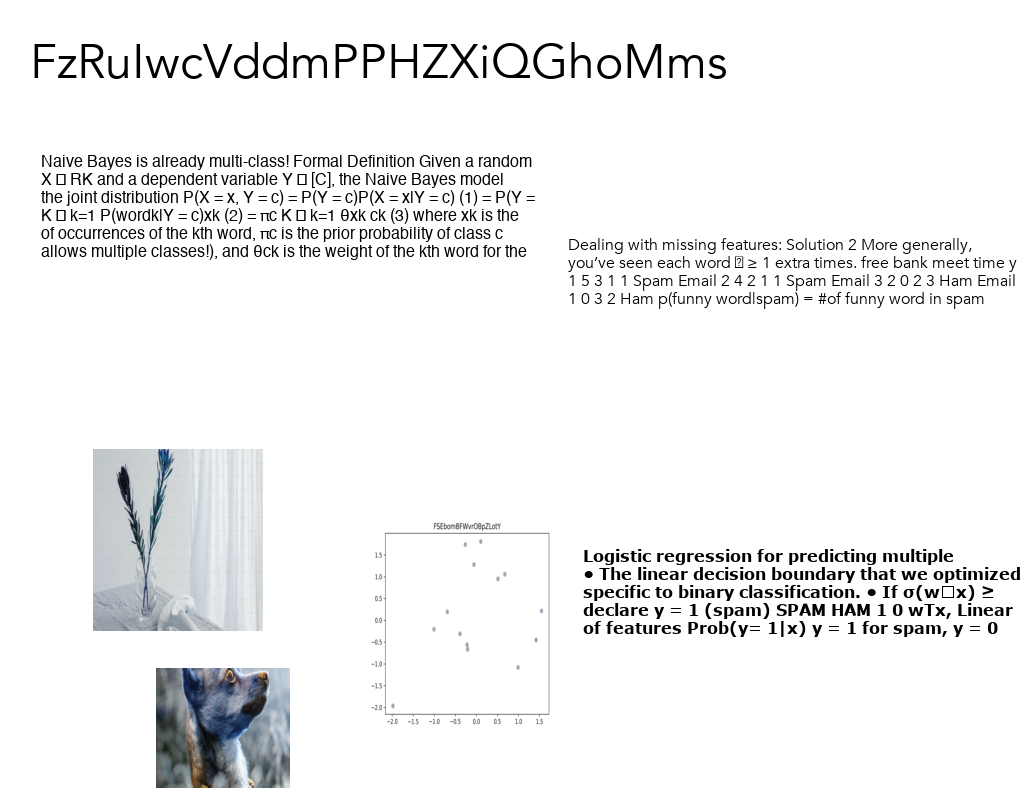 FzRuIwcVddmPPHZXiQGhoMms
Naive Bayes is already multi-class! Formal Definition Given a random
X □ RK and a dependent variable Y □ [C], the Naive Bayes model
the joint distribution P(X = x, Y = c) = P(Y = c)P(X = x|Y = c) (1) = P(Y =
K □ k=1 P(wordk|Y = c)xk (2) = πc K □ k=1 θxk ck (3) where xk is the
of occurrences of the kth word, πc is the prior probability of class c
allows multiple classes!), and θck is the weight of the kth word for the
Dealing with missing features: Solution 2 More generally,
you’ve seen each word □ ≥ 1 extra times. free bank meet time y
1 5 3 1 1 Spam Email 2 4 2 1 1 Spam Email 3 2 0 2 3 Ham Email
1 0 3 2 Ham p(funny word|spam) = #of funny word in spam
FSEbomBFWvrOBpZLotY
1.5
1.0
0.5
0.0
−0.5
−1.0
−1.5
−2.0
−2.0 −1.5 −1.0 −0.5 0.0 0.5 1.0 1.5
Logistic regression for predicting multiple
● The linear decision boundary that we optimized
specific to binary classification. ● If σ(w□x) ≥
declare y = 1 (spam) SPAM HAM 1 0 wTx, Linear
of features Prob(y= 1|x) y = 1 for spam, y = 0